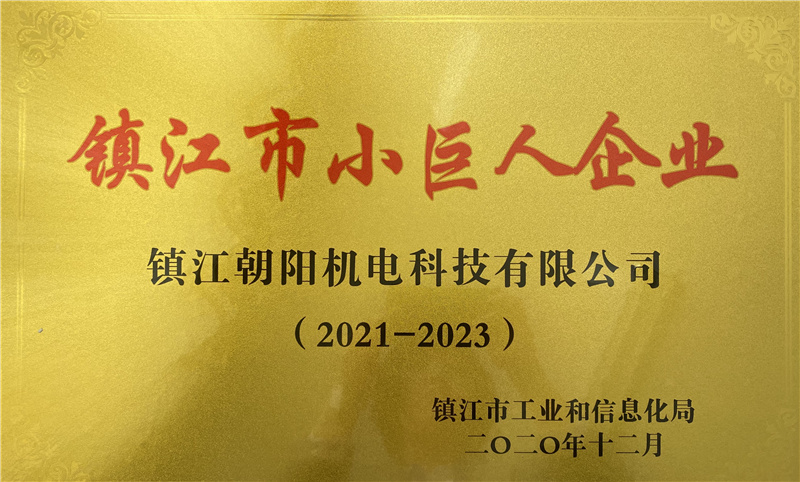 镇江市小巨人企业
镇江朝阳机电科技有限公司
（2021-2023）
镇江市工业和信息化局
二〇二〇年十二月